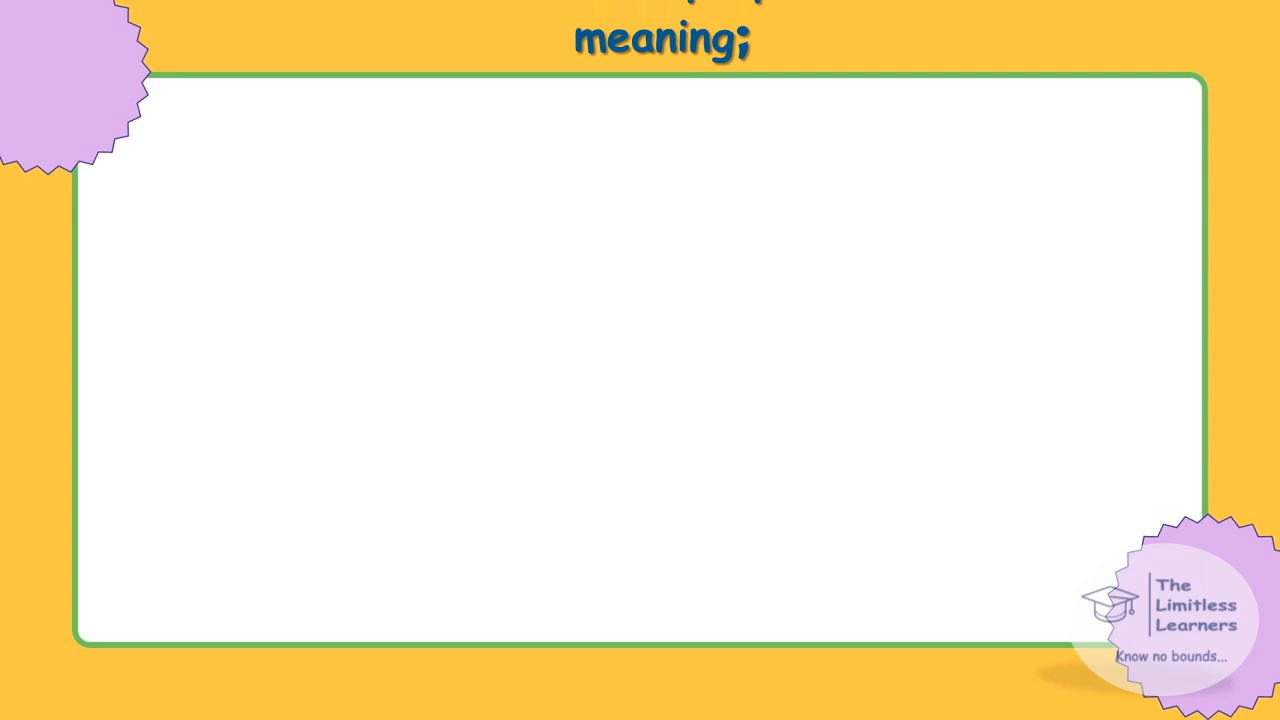 meaning;
The
Limitless
Learners
Know no bounds...